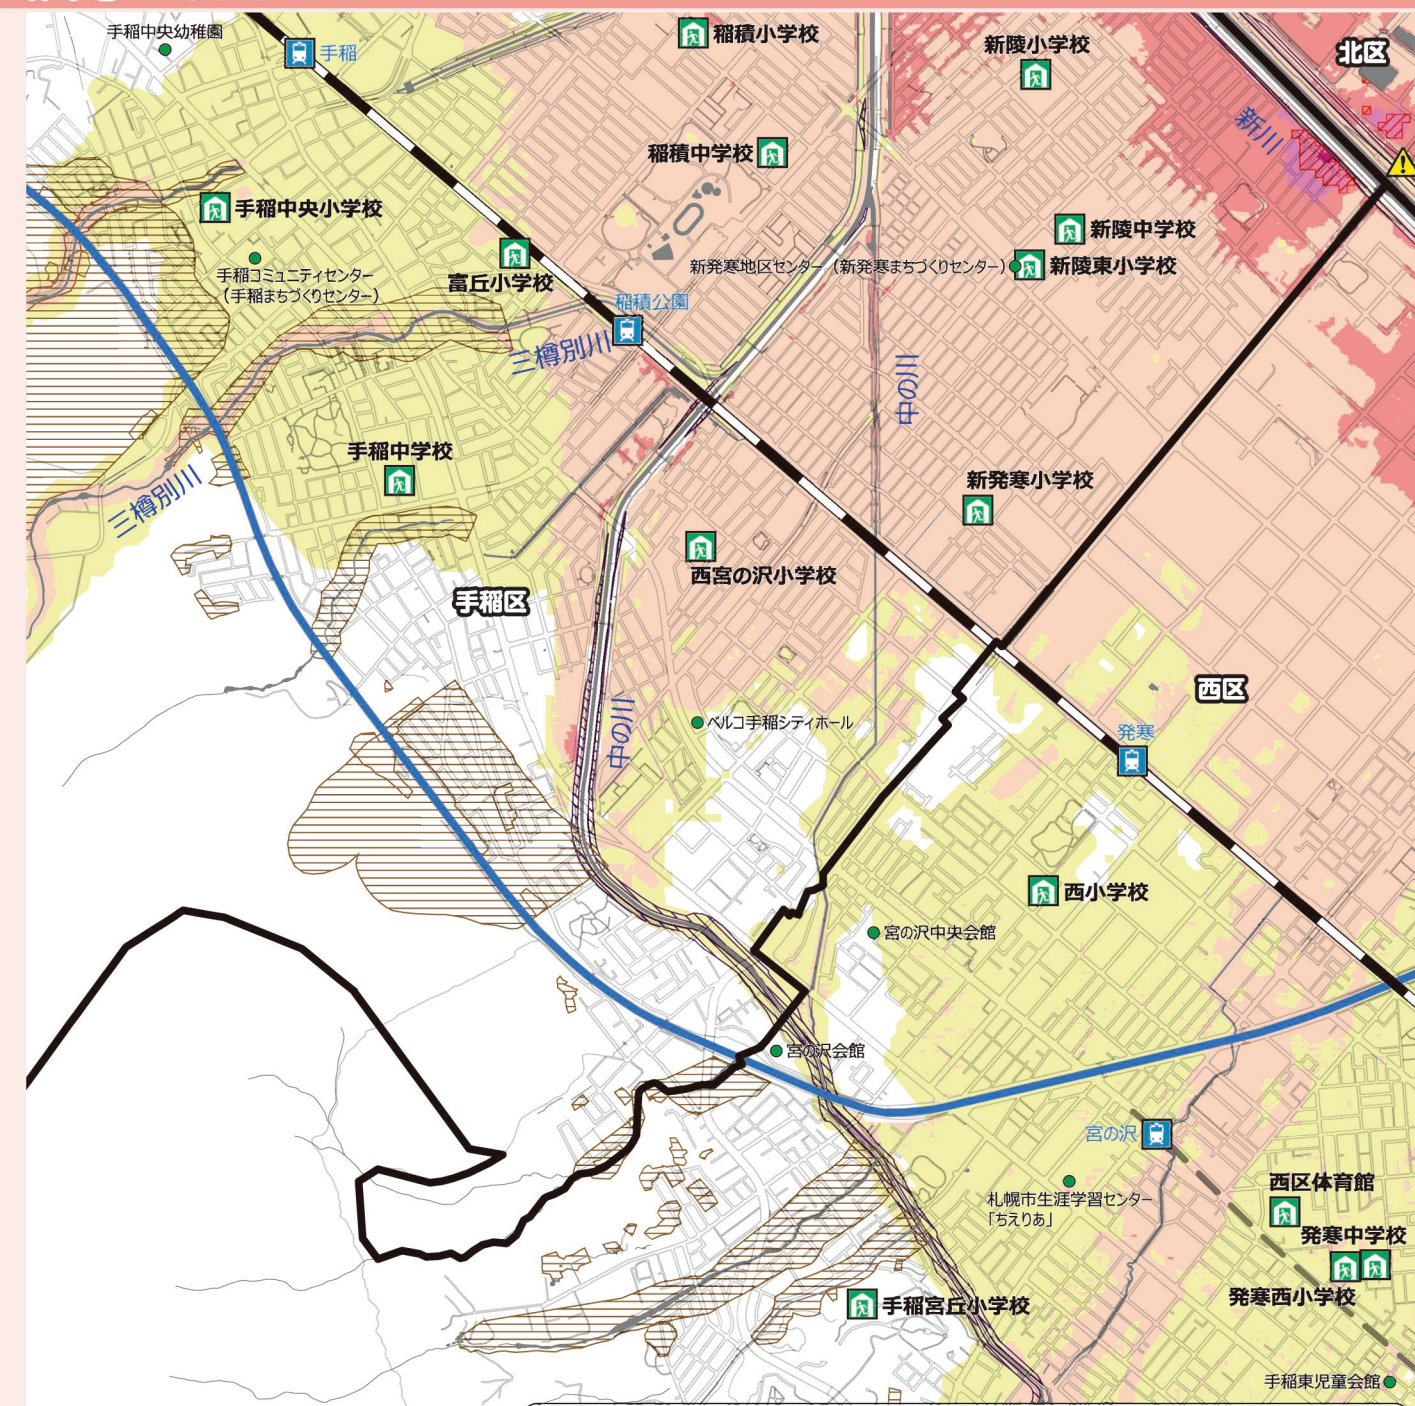 手稲中央幼稚園
手稲
稲積小学校
新陵小学校
北区
新川
稲積中学校
手稲中央小学校
新陵中学校
手稲コミュニティセンター
（手稲まちづくりセンター）
富丘小学校
新発寒地区センター（新発寒まちづくりセンター）
新陵東小学校
稲積公園
三樽別川
三の中
手稲中学校
三樽別川
新発寒小学校
西宮の沢小学校
手稲区
西区
中の川
ベルコ手稲シティホール
発寒
西小学校
宮の沢中央会館
宮の沢会館
宮の沢
札幌市生涯学習センター
「ちえりあ」
西区体育館
発寒中学校
発寒西小学校
手稲宮丘小学校
手稲東児童会館